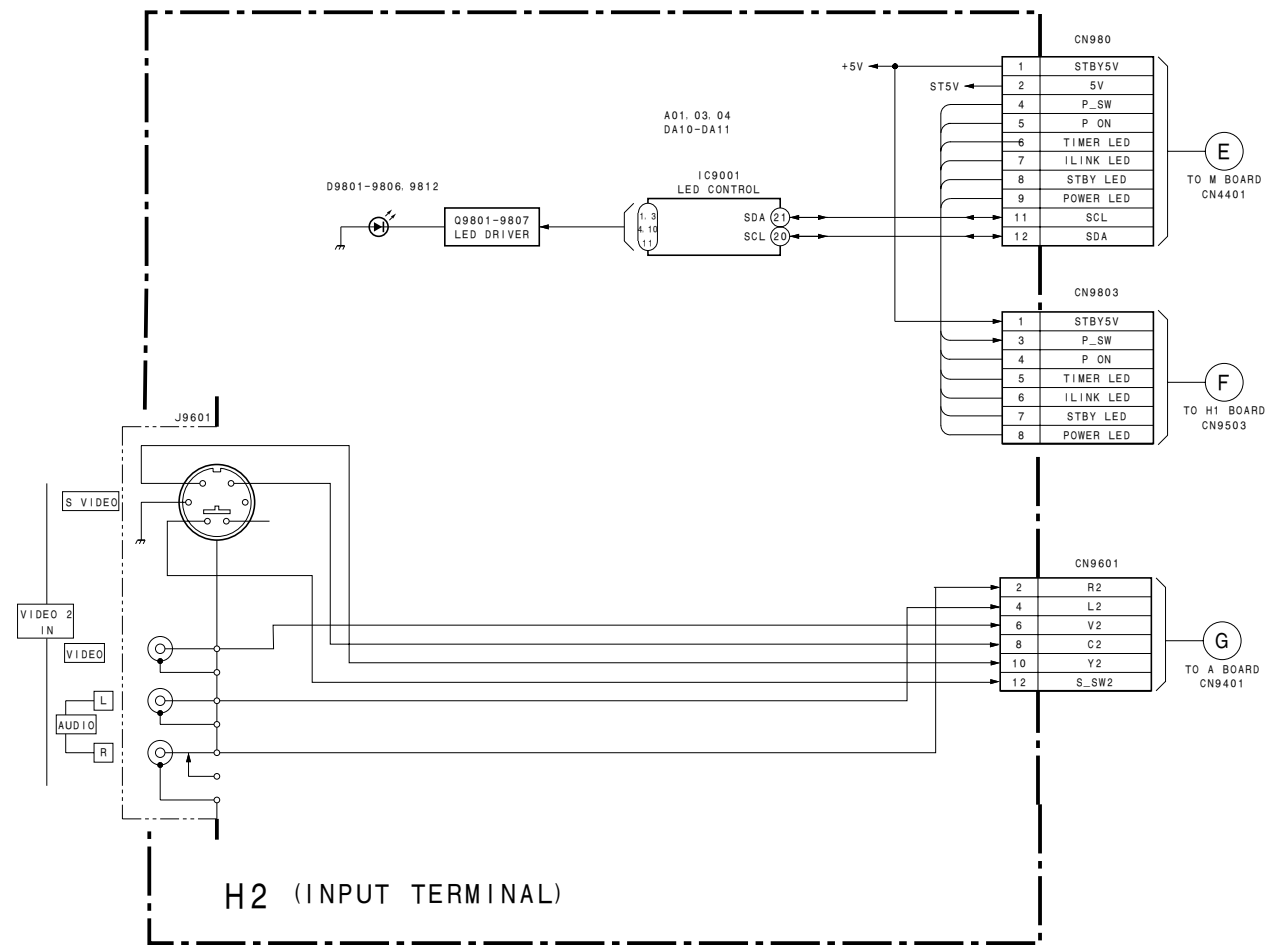 CN980
1 STBY5V
2 5V
4 P_SW
5 P ON
6 TIMER LED
7 ILINK LED
8 STBY LED
9 POWER LED
11 SCL
12 SDA
+5V
ST5V
E
TO M BOARD
CN4401
A01, 03, 04
DA10-DA11
IC9001
LED CONTROL
1, 3
4, 10
11
SDA 21
SCL 20
D9801-9806, 9812
Q9801-9807
LED DRIVER
CN9803
1 STBY5V
3 P_SW
4 P ON
5 TIMER LED
6 ILINK LED
7 STBY LED
8 POWER LED
F
TO H1 BOARD
CN9503
J9601
S VIDEO
VIDEO 2
IN
VIDEO
L
AUDIO
R
CN9601
2 R2
4 L2
6 V2
8 C2
10 Y2
12 S_SW2
G
TO A BOARD
CN9401
H2 (INPUT TERMINAL)